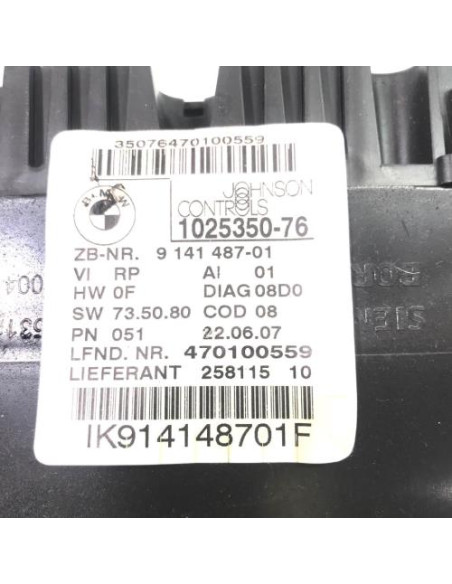 35076470100559
BMW
JOHNSON
CONTROLS
1025350-76
ZB-NR. 9 141 487-01
VI RP AI 01
HW 0F DIAG 08D0
SW 73.50.80 COD 08
PN 051 22.06.07
LFND. NR. 470100559
LIEFERANT 258115 10
IK914148701F